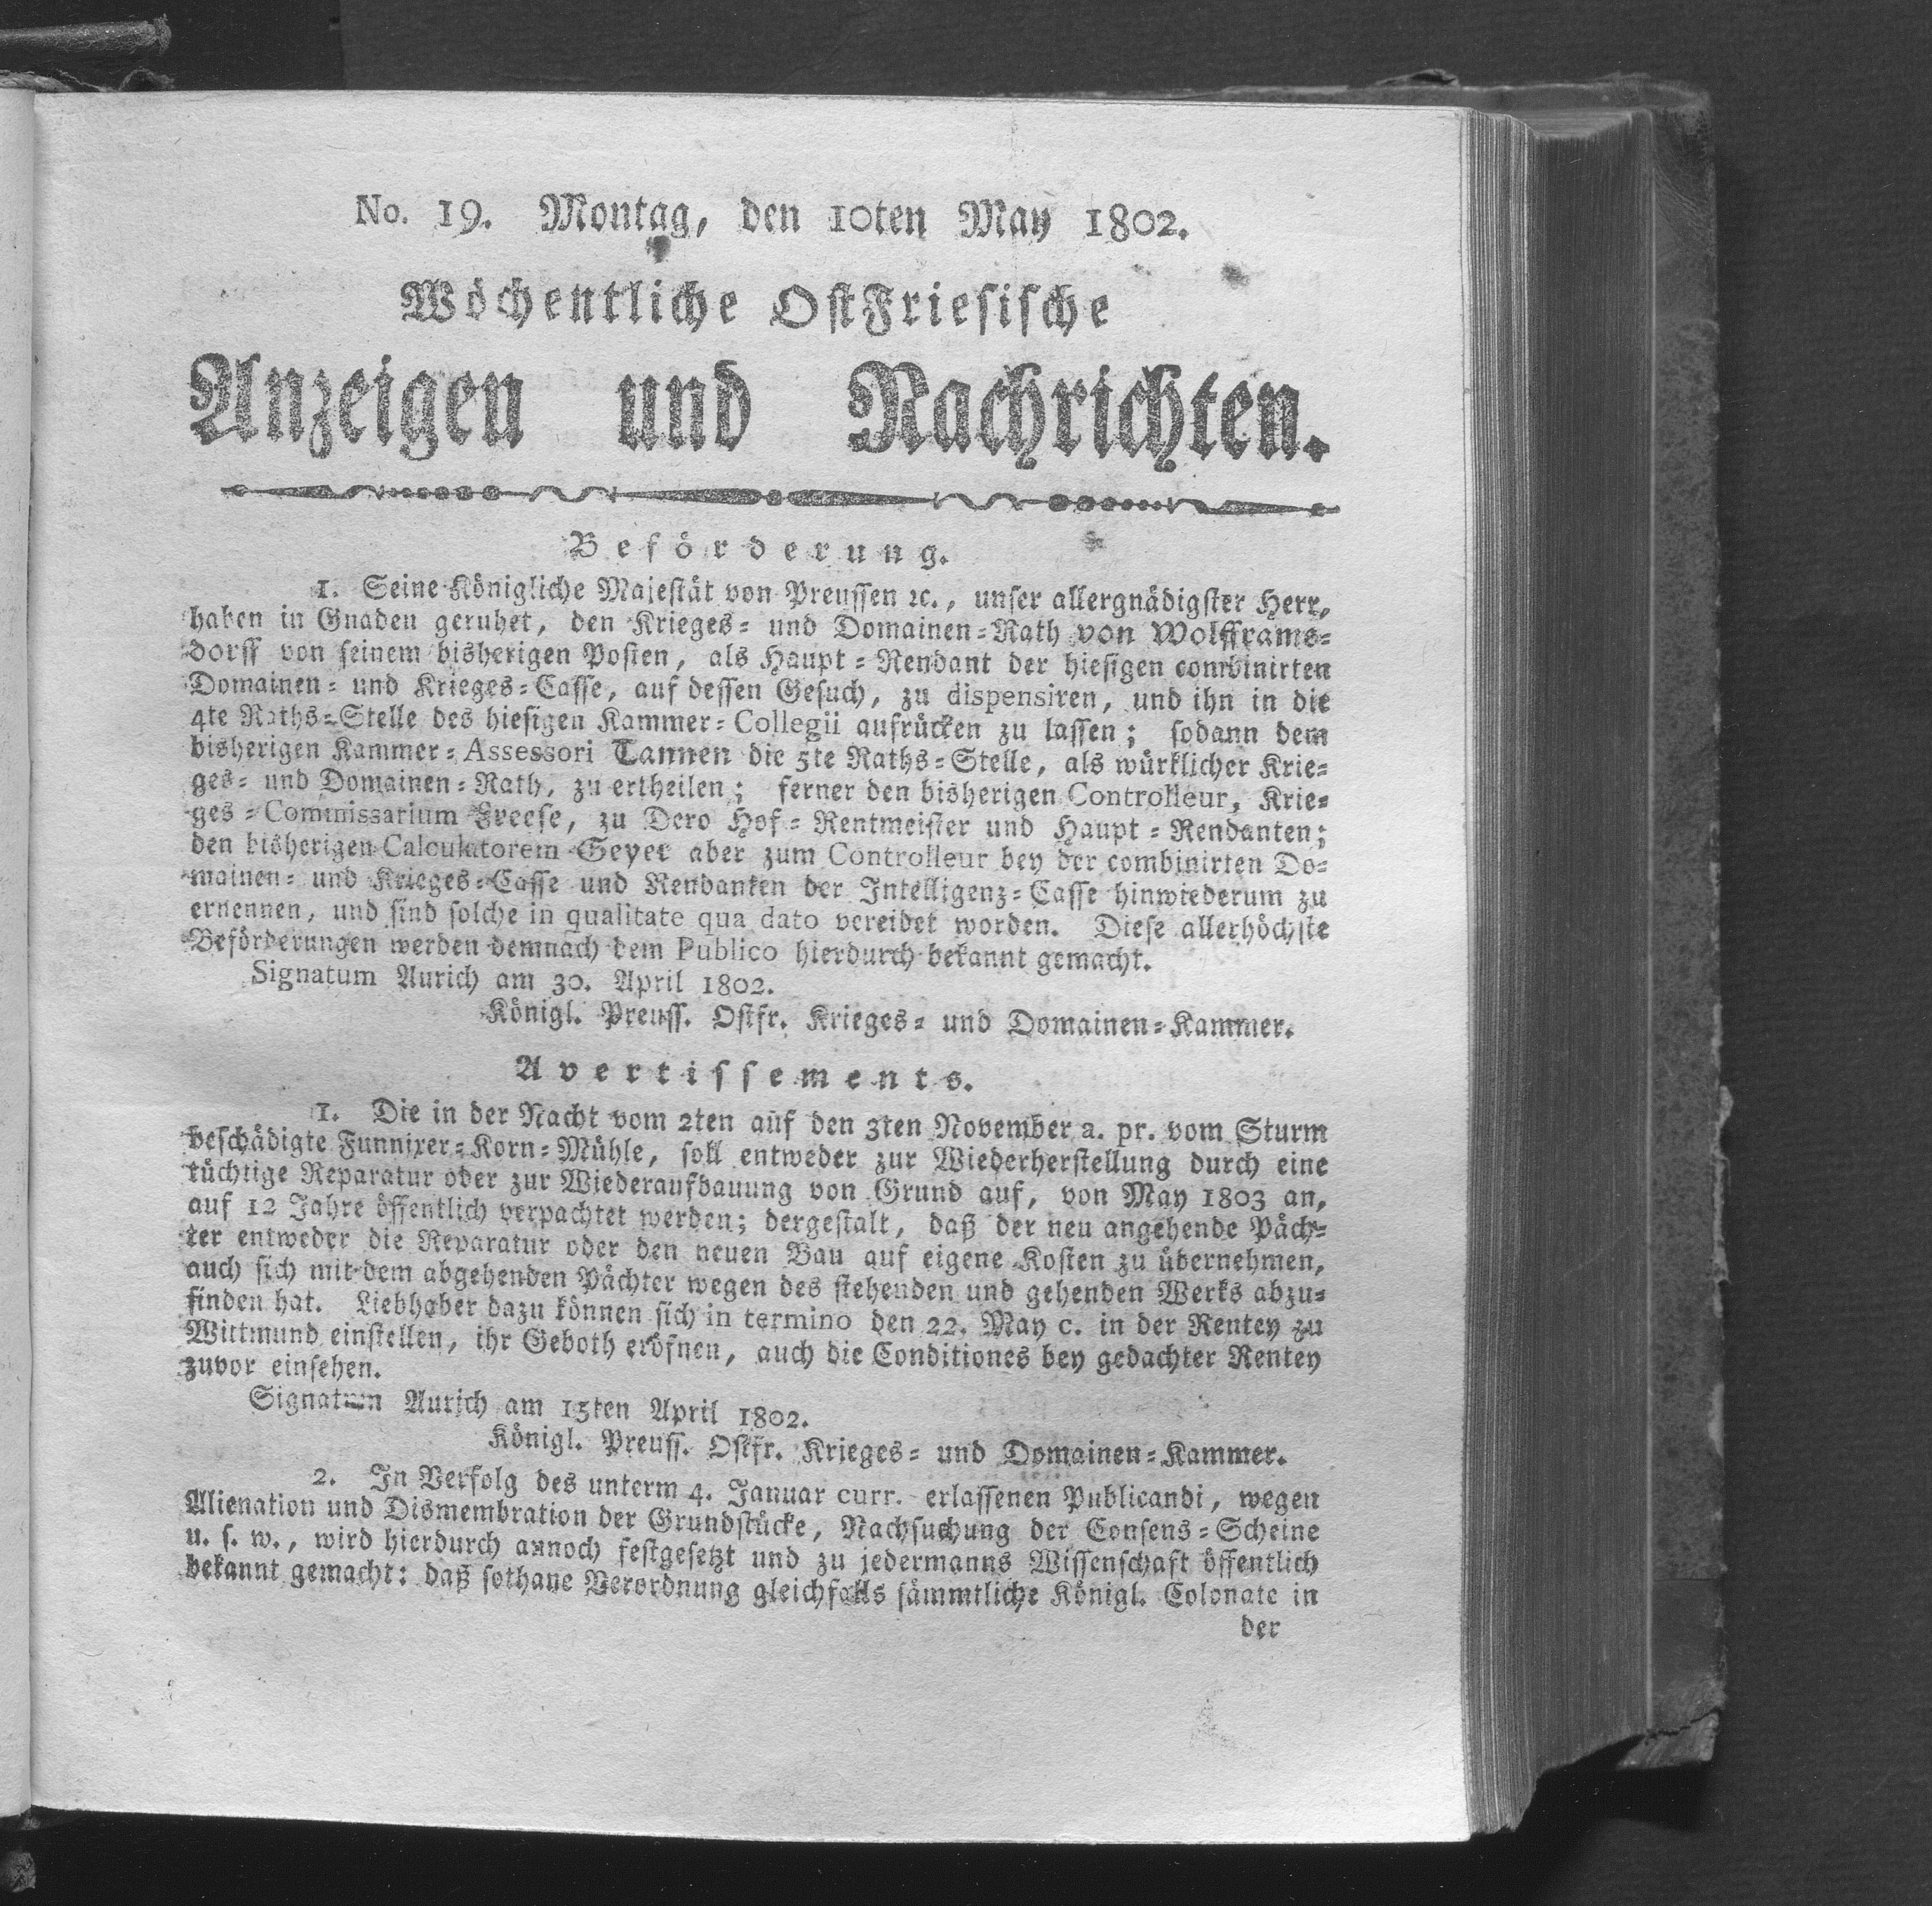 No. 19. Montag, den 10ten May 1802.
Wöchentliche OstFriesische
Anzeigen und Nachrichten.
Beförderung.
1. Seine Königliche Majestät von Preussen ꝛc., unser allergnädigster Herr,
haben in Gnaden geruhet, den Krieges- und Domainen-Rath von Wolfframs-
dorff von seinem bisherigen Posten, als Haupt-Rendant der hiesigen combinirten
Domainen- und Krieges-Casse, auf dessen Gesuch, zu dispensiren, und ihn in die
4te Raths-Stelle des hiesigen Kammer-Collegii aufrücken zu lassen; sodann dem
bisherigen Kammer-Assessori Tannen die 5te Raths-Stelle, als würklicher Krie-
ges- und Domainen-Rath, zu ertheilen; ferner den bisherigen Controlleur, Krie-
ges-Commissarium Freese, zu Dero Hof-Rentmeister und Haupt-Rendanten;
den bisherigen Calculatorem Seyer aber zum Controlleur bey der combinirten Do-
mainen- und Krieges-Casse und Rendanten der Intelligenz-Casse hinwiederum zu
ernennen, und sind solche in qualitate qua dato vereidet worden. Diese allerhöchste
Beförderungen werden demnach dem Publico hierdurch bekannt gemacht.
Signatum Aurich am 30. April 1802.
Königl. Preuss. Ostfr. Krieges- und Domainen-Kammer.
Avertissements.
1. Die in der Nacht vom 2ten auf den 3ten November a. pr. vom Sturm
beschädigte Funnixer-Korn-Mühle, soll entweder zur Wiederherstellung durch eine
tüchtige Reparatur oder zur Wiederaufbauung von Grund auf, von May 1803 an,
auf 12 Jahre öffentlich verpachtet werden; dergestalt, daß der neu angehende Päch-
ter entweder die Reparatur oder den neuen Bau auf eigene Kosten zu übernehmen,
auch sich mit dem abgehenden Pächter wegen des stehenden und gehenden Werks abzu-
finden hat. Liebhaber dazu können sich in termino den 22. May c. in der Rentey zu
Wittmund einstellen, ihr Geboth eröfnen, auch die Conditiones bey gedachter Rentey
zuvor einsehen.
Signatum Aurich am 15ten April 1802.
Königl. Preuss. Ostfr. Krieges- und Domainen-Kammer.
2. In Verfolg des unterm 4. Januar curr. erlassenen Publicandi, wegen
Alienation und Dismembration der Grundstücke, Nachsuchung der Consens-Scheine
u. s. w., wird hierdurch annoch festgesetzt und zu jedermanns Wissenschaft öffentlich
bekannt gemacht: daß sothane Verordnung gleichfalls sämmtliche Königl. Colonate in
der